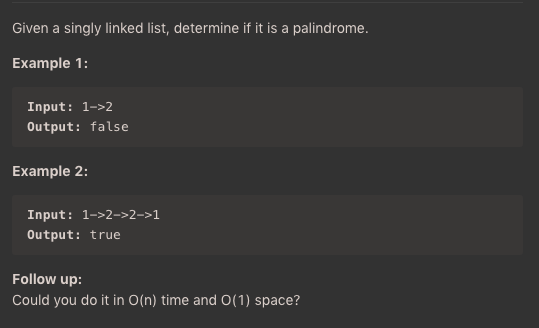 Given a singly linked list, determine if it is a palindrome.
Example 1:
Input: 1->2
Output: false
Example 2:
Input: 1->2->2->1
Output: true
Follow up:
Could you do it in O(n) time and O(1) space?